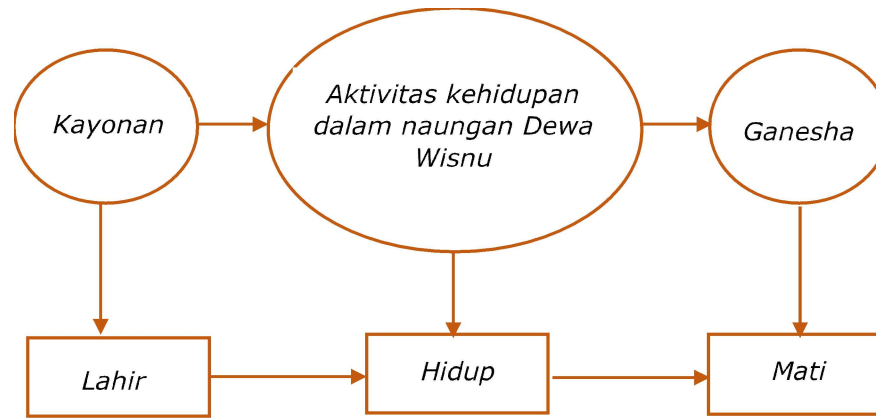 Kayonan
Aktivitas kehidupan
dalam naungan Dewa
Wisnu
Ganesha
Lahir
Hidup
Mati